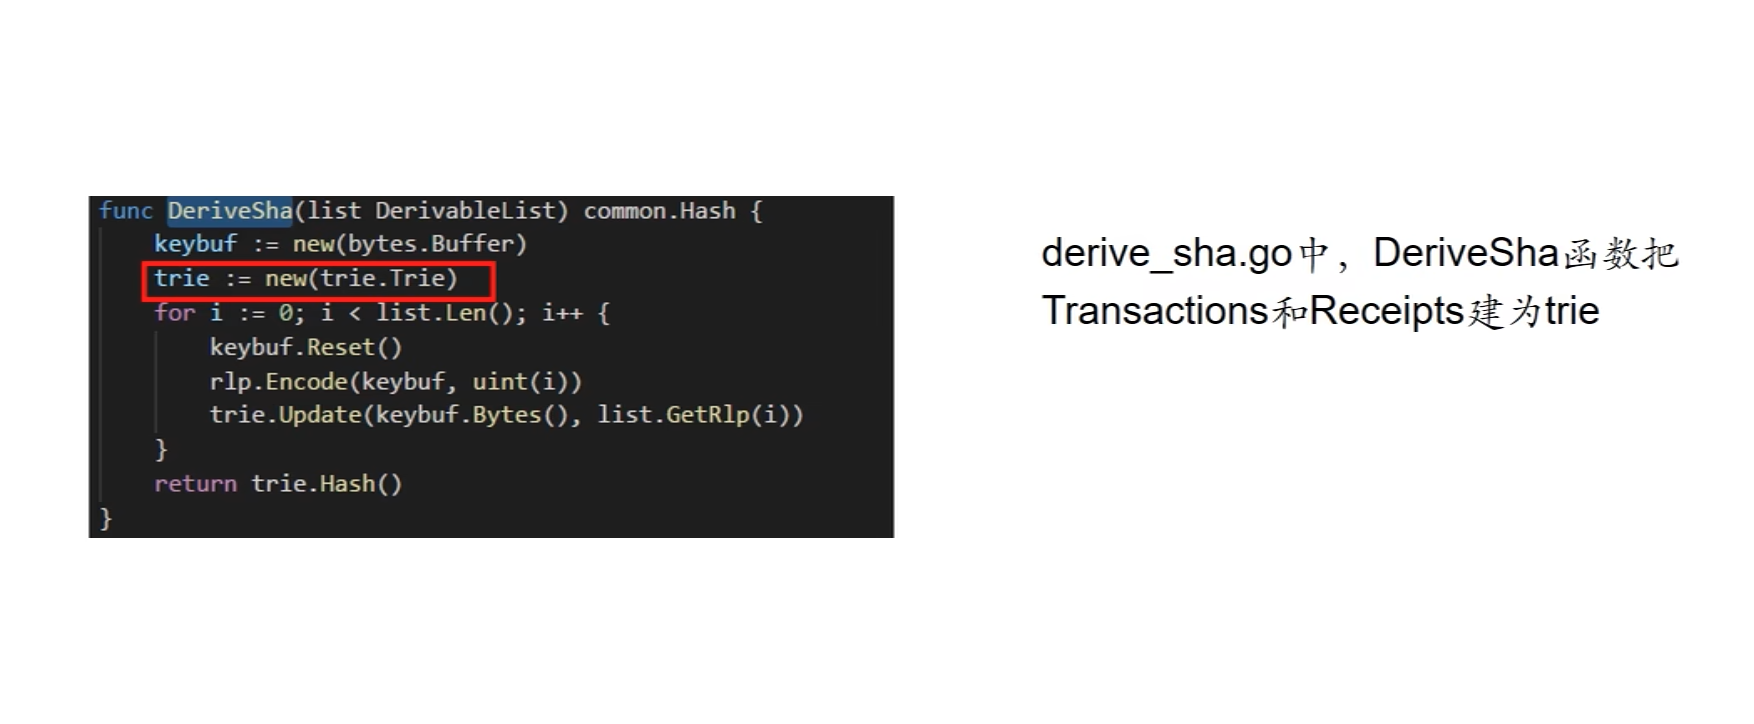 func DeriveSha(list DerivableList) common.Hash {
    keybuf := new(bytes.Buffer)
    trie := new(trie.Trie)
    for i := 0; i < list.Len(); i++ {
        keybuf.Reset()
        rlp.Encode(keybuf, uint(i))
        trie.Update(keybuf.Bytes(), list.GetRlp(i))
    }
    return trie.Hash()
}
derive_sha.go中，DeriveSha函数把
Transactions和Receipts建为trie